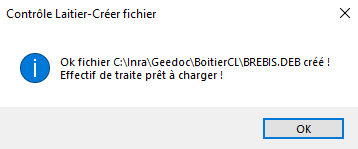 Contrôle Laitier-Créer fichier
Ok fichier C:\Inra\Geedoc\BoitierCL\BREBIS.DEB créé !
Effectif de traite prêt à charger !
OK